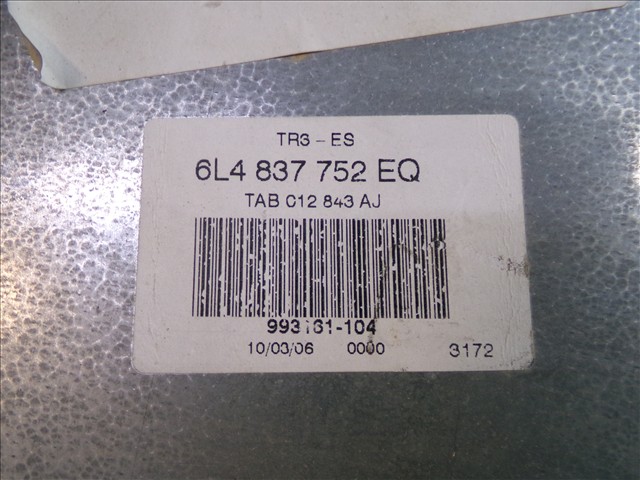 TR3 - ES
6L4 837 752 EQ
TAB 012 843 AJ
993161-104
10/03/06 0000 3172